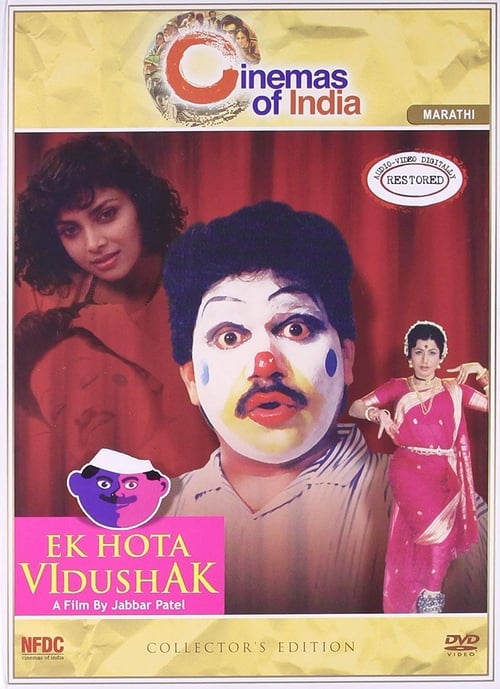 Cinemas
of India
MARATHI
AUDIO-VIDEO DIGITALLY
RESTORED
EK HOTA
VIDUSHAK
A Film By Jabbar Patel
NFDC
cinemas of india
COLLECTOR'S EDITION
DVD
VIDEO